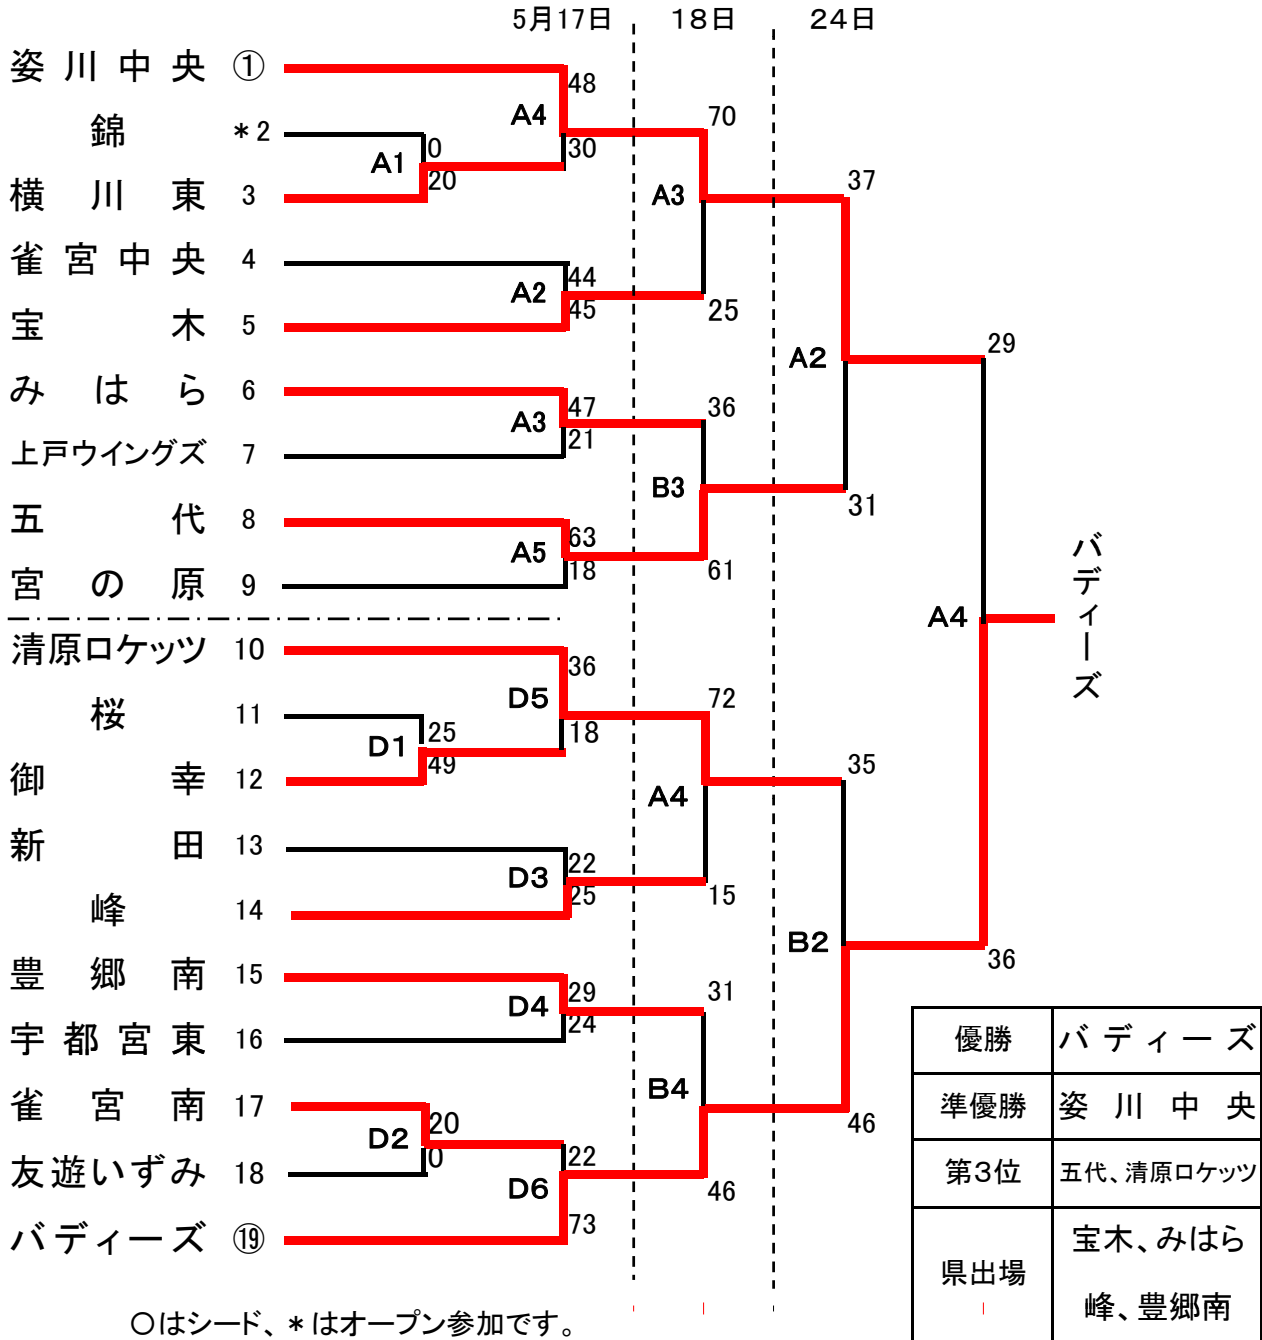 5月17日 18日 24日
姿川中央 ①
48
70
A4
錦 *2
0
30
A1
20
横川東 3
37
A3
雀宮中央 4
44
A2
45
25
宝木 5
29
A2
みはら 6
47
36
A3
21
上戸ウイングズ 7
B3
31
五代 8
63
A5
18
61
宮の原 9
バディーズ
A4
清原ロケッツ 10
36
72
D5
桜 11
25
18
D1
49
御幸 12
35
A4
新田 13
22
D3
25
15
峰 14
B2
36
豊郷南 15
29
31
D4
24
宇都宮東 16
B4
雀宮南 17
20
46
D2
0
22
友遊いずみ 18
D6
46
73
バディーズ ⑲
優勝 バディーズ
準優勝 姿川中央
第3位 五代、清原ロケッツ
県出場 宝木、みはら
峰、豊郷南
○はシード、*はオープン参加です。